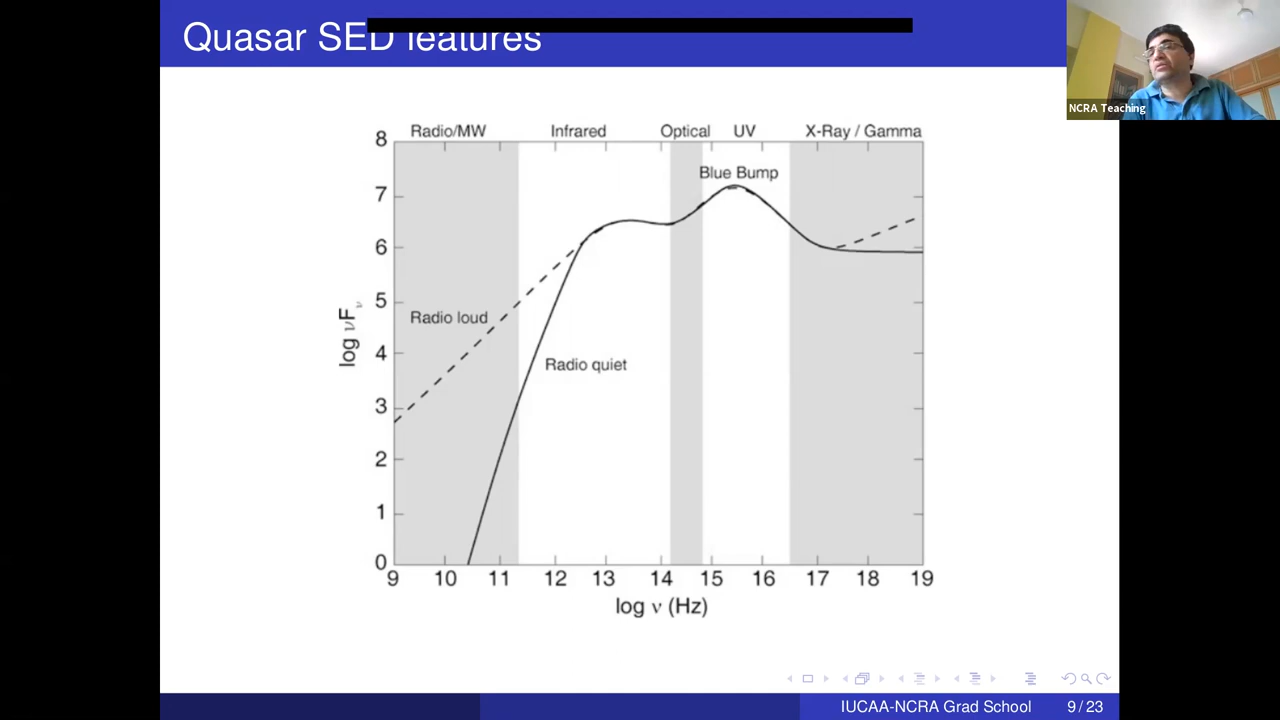 Quasar SED features
NCRA Teaching
Radio/MW Infrared Optical UV X-Ray / Gamma
8
7
6
5
4
3
2
1
0
Blue Bump
Radio loud
Radio quiet
log νFν
9 10 11 12 13 14 15 16 17 18 19
log ν (Hz)
IUCAA-NCRA Grad School 9 / 23